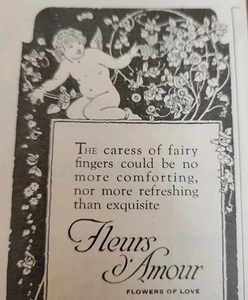 THE caress of fairy
fingers could be no
more comforting,
nor more refreshing
than exquisite
Fleurs
d'Amour
FLOWERS OF LOVE